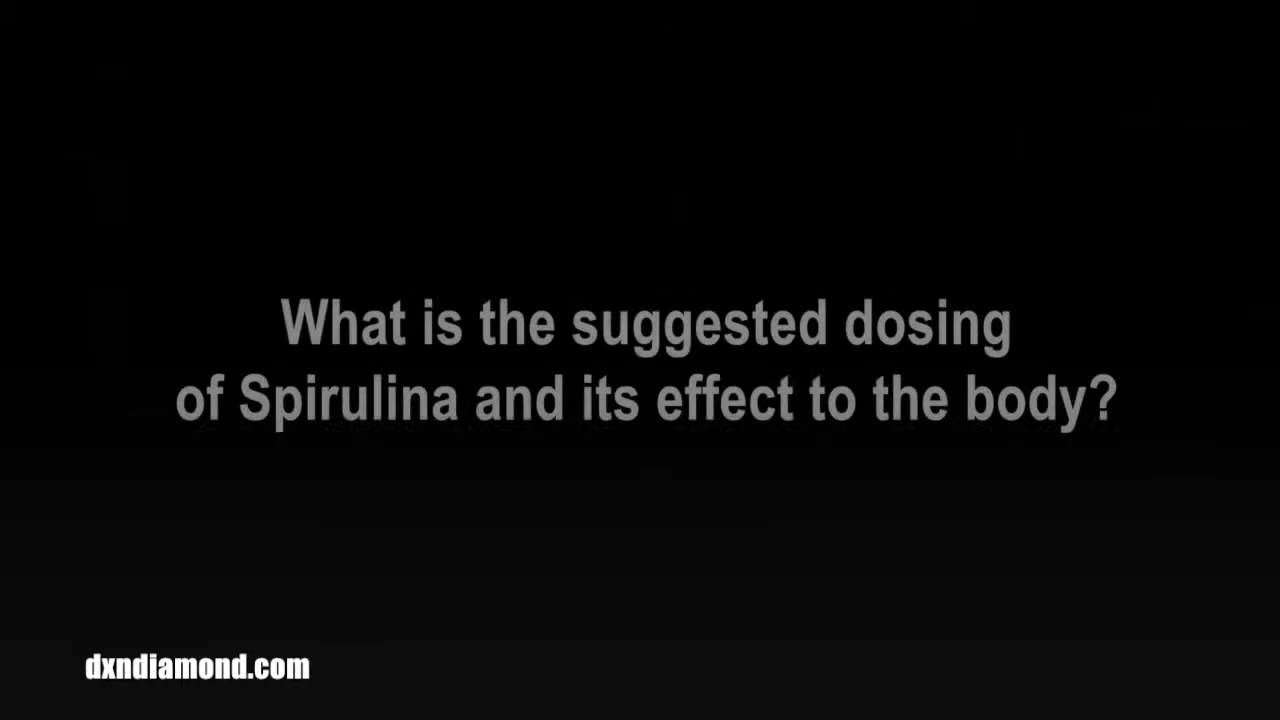 What is the suggested dosing
of Spirulina and its effect to the body?
dxndiamond.com